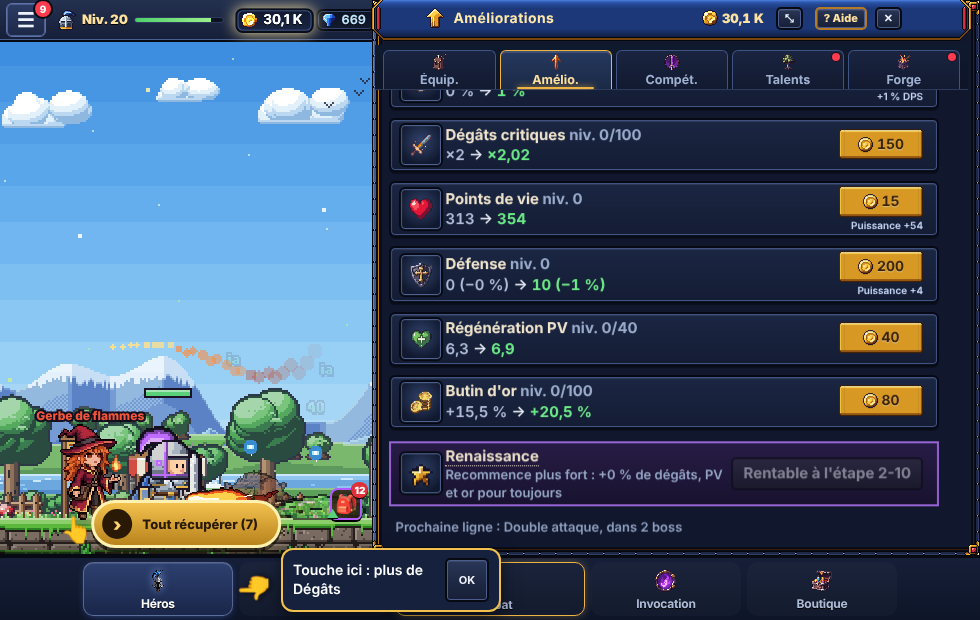 9
Niv. 20
30,1 K
669
Améliorations
30,1 K
? Aide
×
Équip.
Amélio.
Compét.
Talents
Forge
0 % → 1 %
+1 % DPS
Dégâts critiques niv. 0/100
×2 → ×2,02
150
Points de vie niv. 0
313 → 354
15
Puissance +54
Défense niv. 0
0 (−0 %) → 10 (−1 %)
200
Puissance +4
Régénération PV niv. 0/40
6,3 → 6,9
40
Butin d'or niv. 0/100
+15,5 % → +20,5 %
80
Renaissance
Recommence plus fort : +0 % de dégâts, PV
et or pour toujours
Rentable à l'étape 2-10
Prochaine ligne : Double attaque, dans 2 boss
Gerbe de flammes
12
Tout récupérer (7)
Touche ici : plus de
Dégâts
OK
Héros
Invocation
Boutique